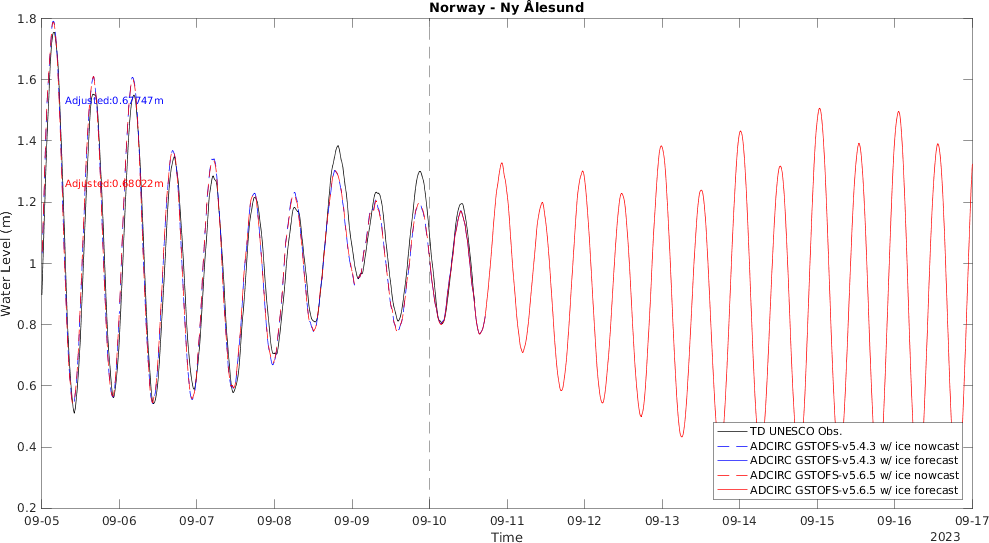 Norway - Ny Ålesund
1.8
1.6
1.4
1.2
1
0.8
0.6
0.4
0.2
Water Level (m)
Adjusted:0.67747m
Adjusted:0.68022m
TD UNESCO Obs.
ADCIRC GSTOFS-v5.4.3 w/ ice nowcast
ADCIRC GSTOFS-v5.4.3 w/ ice forecast
ADCIRC GSTOFS-v5.6.5 w/ ice nowcast
ADCIRC GSTOFS-v5.6.5 w/ ice forecast
09-05 09-06 09-07 09-08 09-09 09-10 09-11 09-12 09-13 09-14 09-15 09-16 09-17
Time
2023